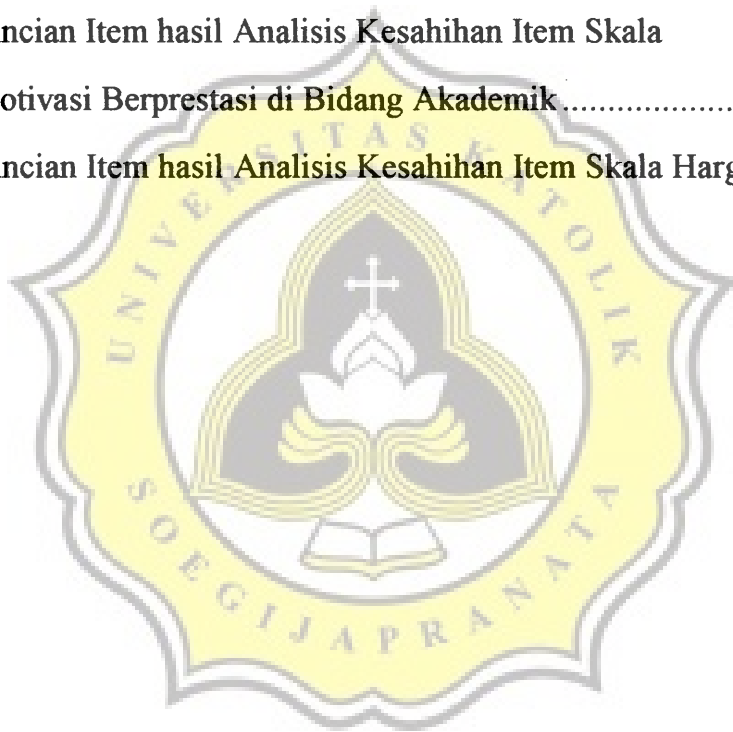 ncian Item hasil Analisis Kesahihan Item Skala
otivasi Berprestasi di Bidang Akademik...................
ncian Item hasil Analisis Kesahihan Item Skala Harg
UNIVERSITAS KATOLIK
SOEGIJAPRANATA